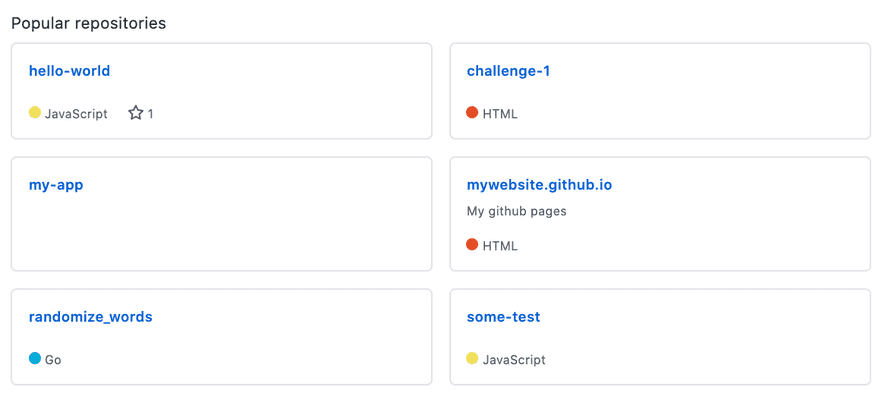 Popular repositories
hello-world
JavaScript 1
challenge-1
HTML
my-app
mywebsite.github.io
My github pages
HTML
randomize_words
Go
some-test
JavaScript